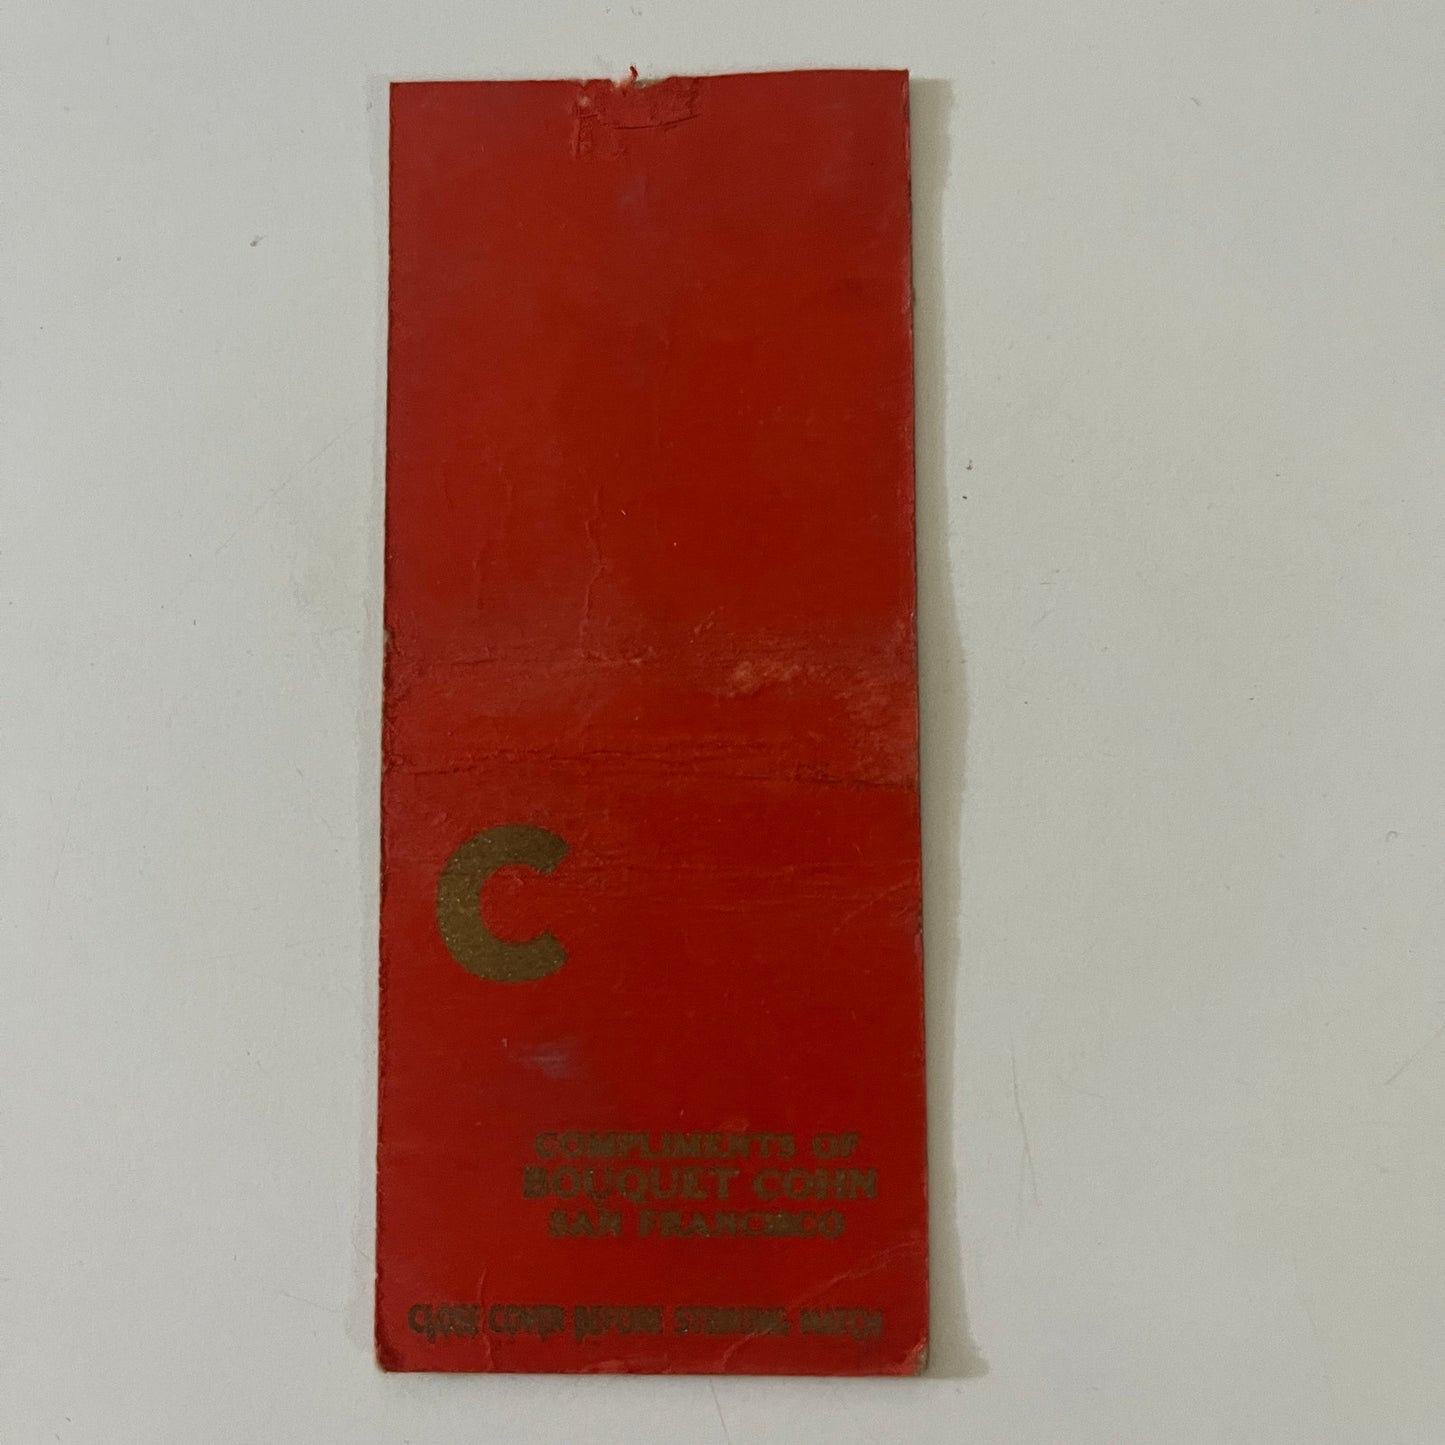 C
COMPLIMENTS OF
BOUQUET COHN
SAN FRANCISCO
CLOSE COVER BEFORE STRIKING MATCH